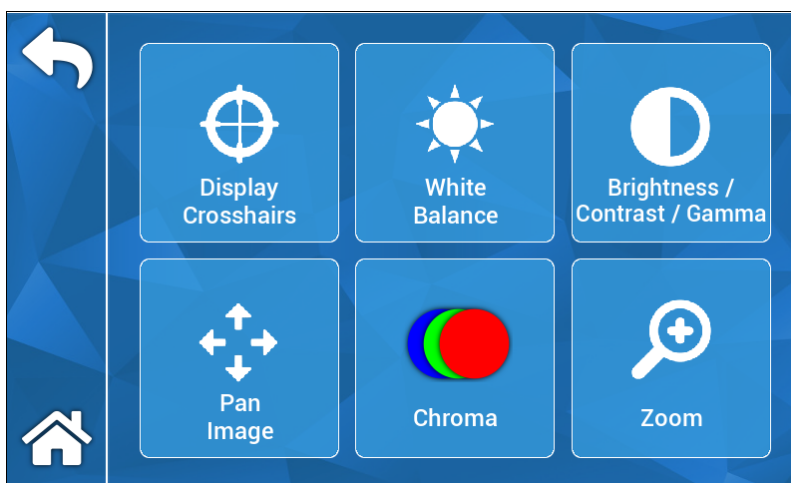 Display
Crosshairs
White
Balance
Brightness /
Contrast / Gamma
Pan
Image
Chroma
Zoom